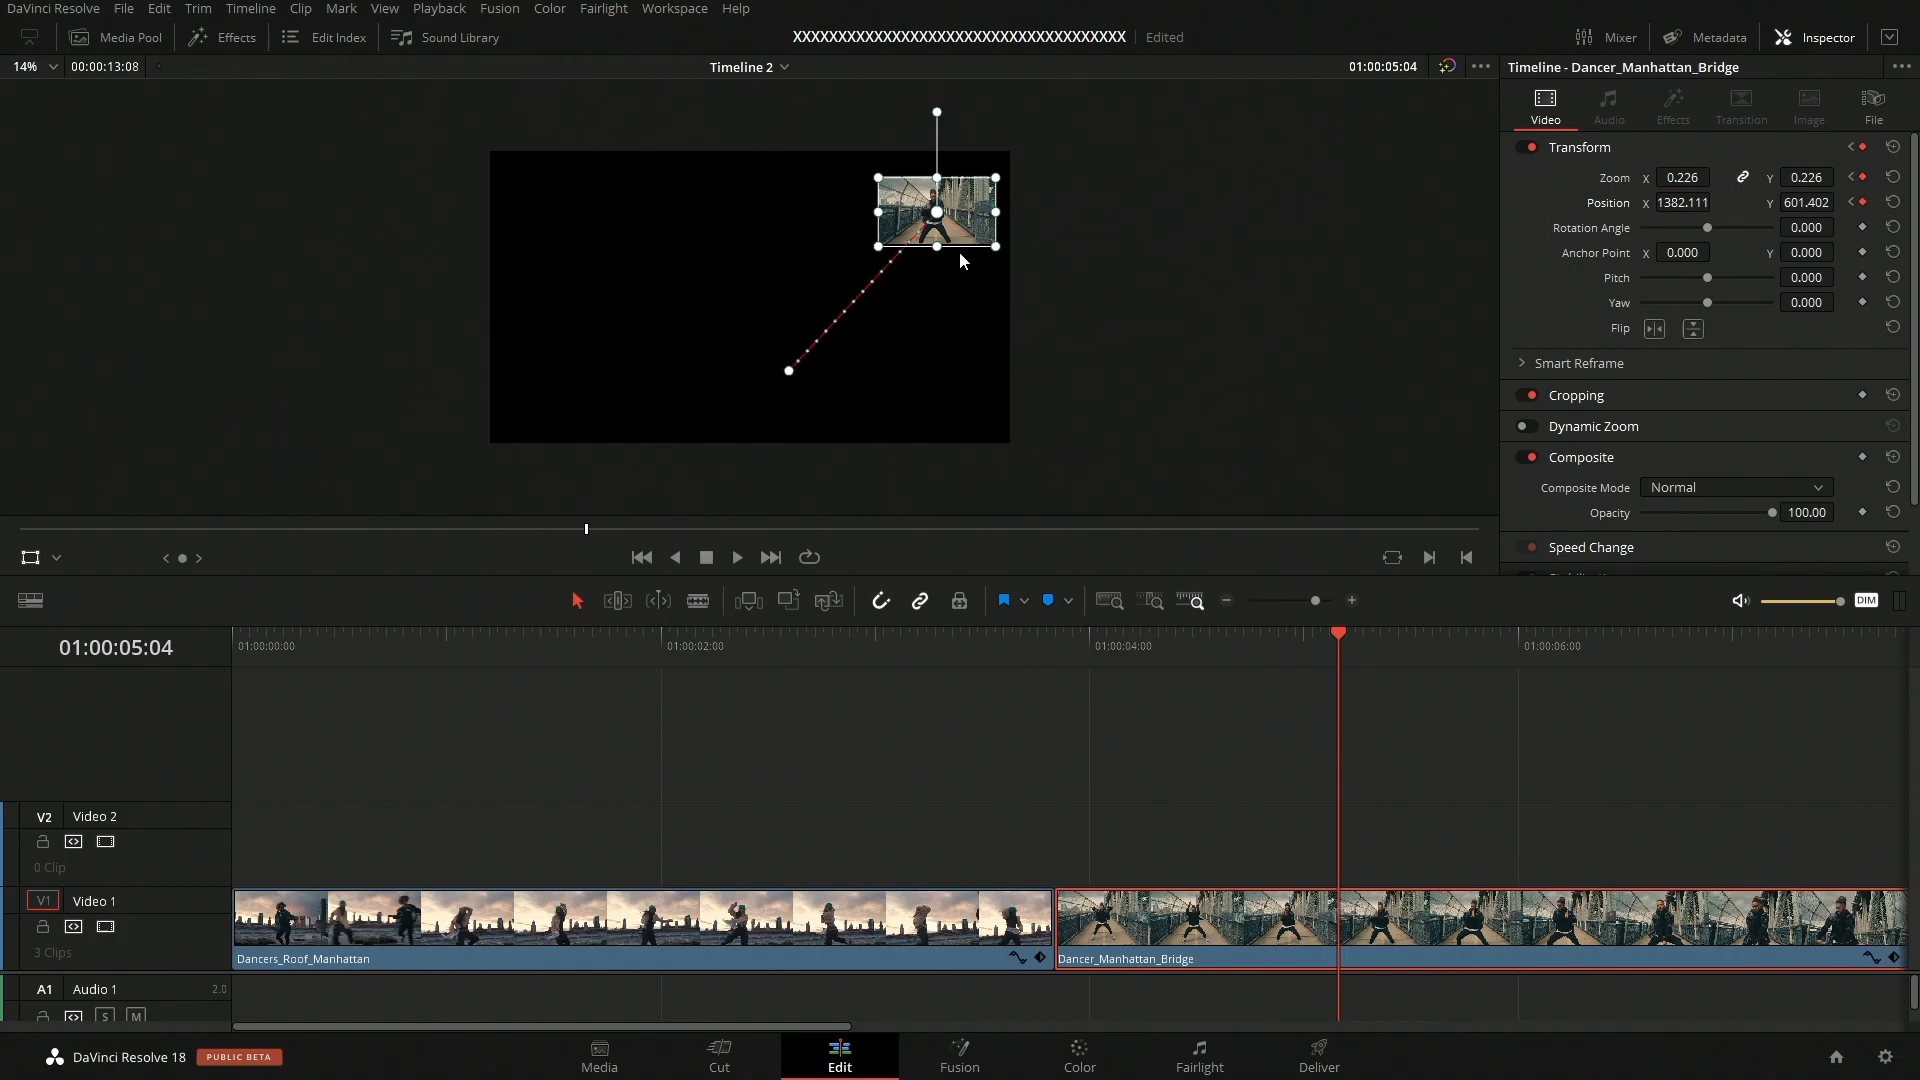 DaVinci Resolve File Edit Trim Timeline Clip Mark View Playback Fusion Color Fairlight Workspace Help
Media Pool Effects Edit Index Sound Library XXXXXXXXXXXXXXXXXXXXXXXXXXXXXXXXXXXXX Edited Mixer Metadata Inspector
14% 00:00:13:08 Timeline 2 01:00:05:04 Timeline - Dancer_Manhattan_Bridge
Video Audio Effects Transition Image File
Transform
Zoom X 0.226 Y 0.226
Position X 1382.111 Y 601.402
Rotation Angle 0.000
Anchor Point X 0.000 Y 0.000
Pitch 0.000
Yaw 0.000
Flip
Smart Reframe
Cropping
Dynamic Zoom
Composite
Composite Mode Normal
Opacity 100.00
Speed Change
DIM
01:00:05:04 01:00:00:00 01:00:02:00 01:00:04:00 01:00:06:00
V2 Video 2
0 Clip
V1 Video 1
3 Clips
Dancers_Roof_Manhattan Dancer_Manhattan_Bridge
A1 Audio 1 2.0
S M
DaVinci Resolve 18 PUBLIC BETA Media Cut Edit Fusion Color Fairlight Deliver